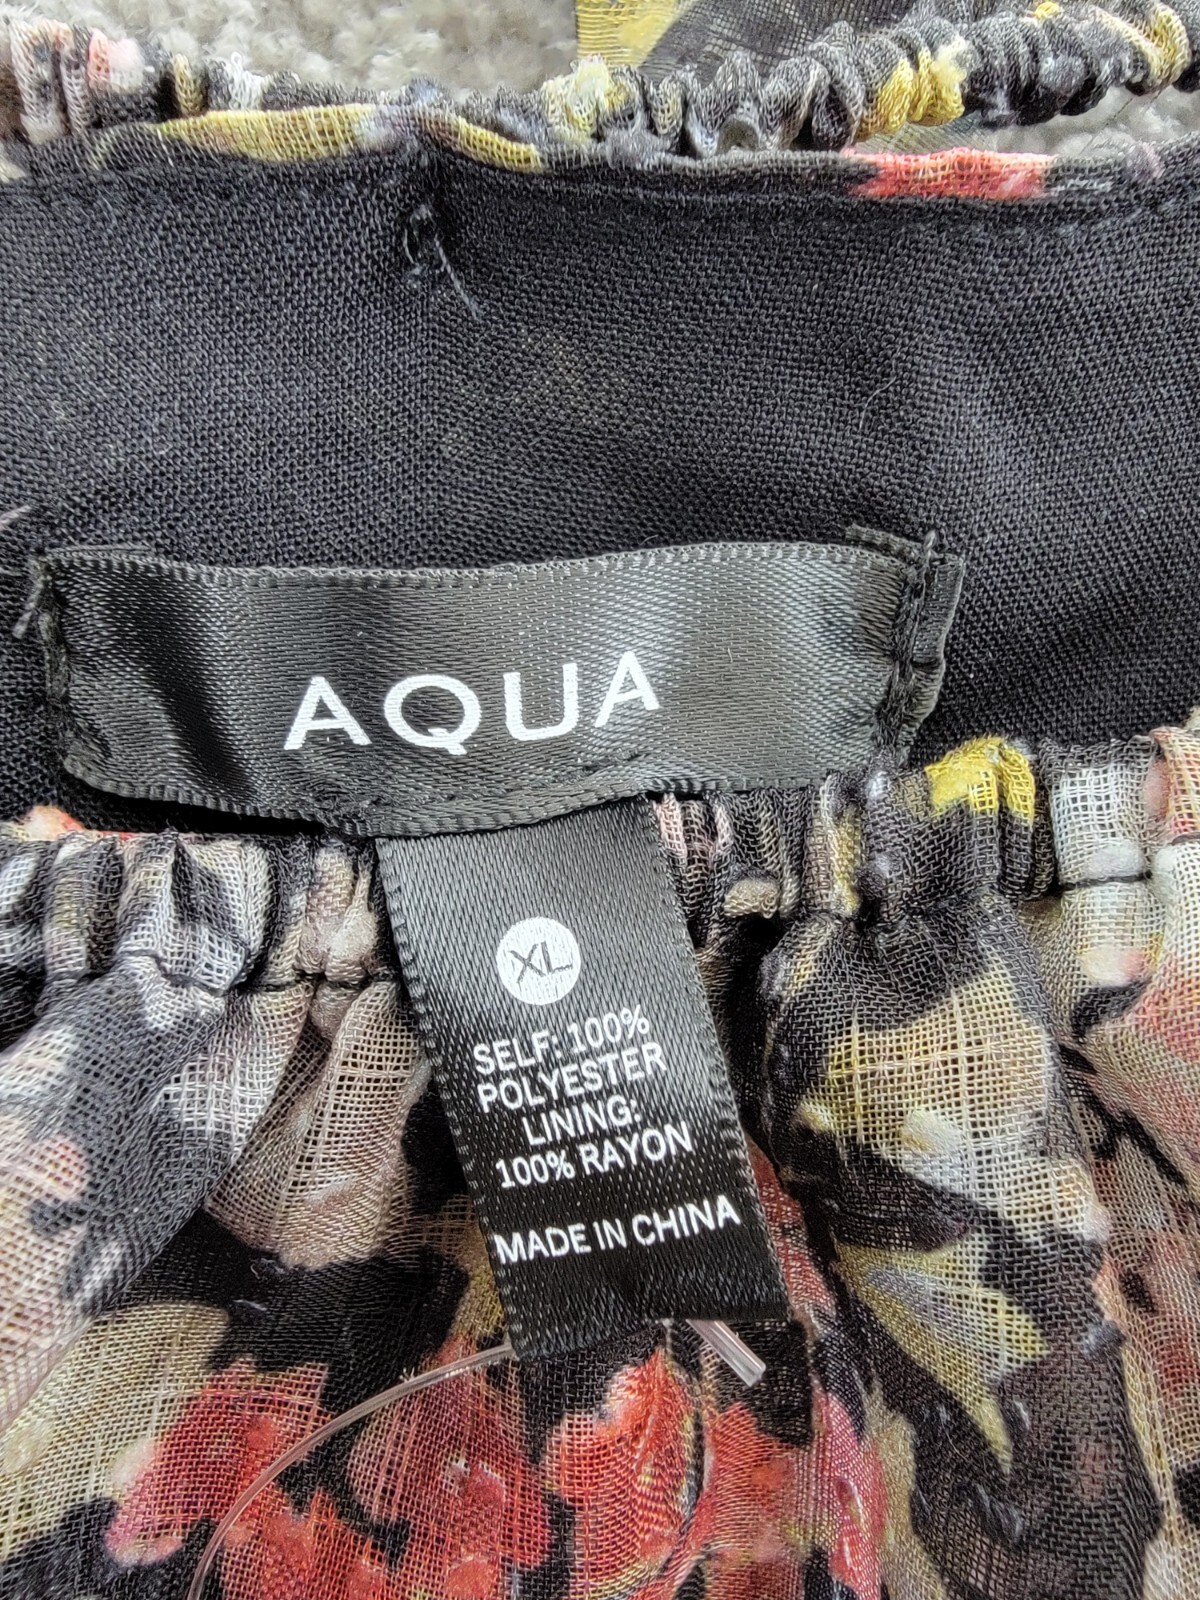 AQUA
XL
SELF: 100%
POLYESTER
LINING:
100% RAYON
MADE IN CHINA